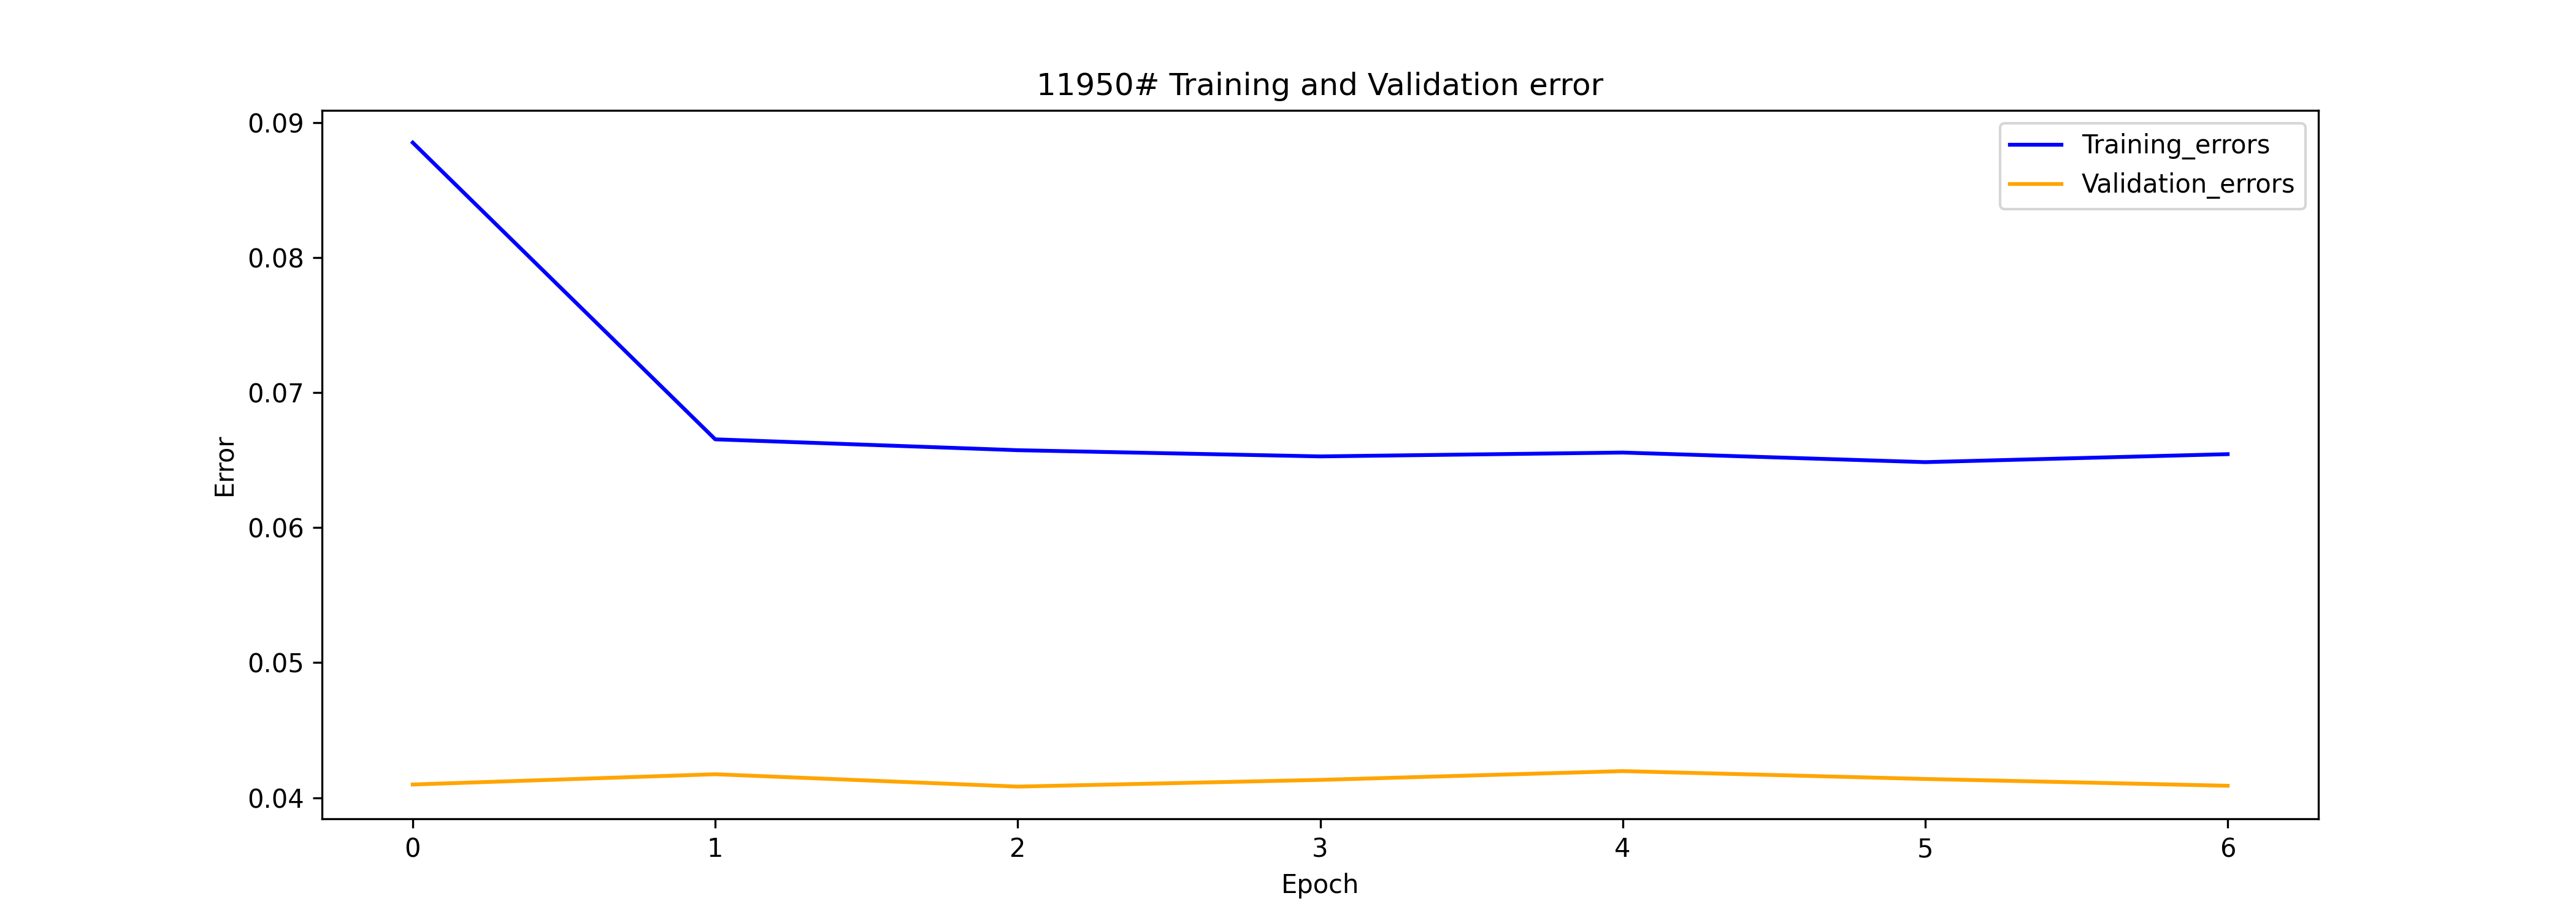 11950# Training and Validation error
0.09
0.08
0.07
0.06
0.05
0.04
Error
Training_errors
Validation_errors
0 1 2 3 4 5 6
Epoch